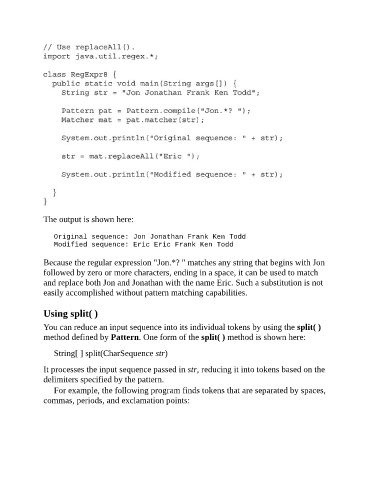 // Use replaceAll().
import java.util.regex.*;
class RegExpr8 {
public static void main(String args[]) {
String str = "Jon Jonathan Frank Ken Todd";
Pattern pat = Pattern.compile("Jon.*? ");
Matcher mat = pat.matcher(str);
System.out.println("Original sequence: " + str);
str = mat.replaceAll("Eric ");
System.out.println("Modified sequence: " + str);
}
}
The output is shown here:
Original sequence: Jon Jonathan Frank Ken Todd
Modified sequence: Eric Eric Frank Ken Todd
Because the regular expression "Jon.*? " matches any string that begins with Jon
followed by zero or more characters, ending in a space, it can be used to match
and replace both Jon and Jonathan with the name Eric. Such a substitution is not
easily accomplished without pattern matching capabilities.
Using split( )
You can reduce an input sequence into its individual tokens by using the split( )
method defined by Pattern. One form of the split( ) method is shown here:
String[ ] split(CharSequence str)
It processes the input sequence passed in str, reducing it into tokens based on the
delimiters specified by the pattern.
For example, the following program finds tokens that are separated by spaces,
commas, periods, and exclamation points: